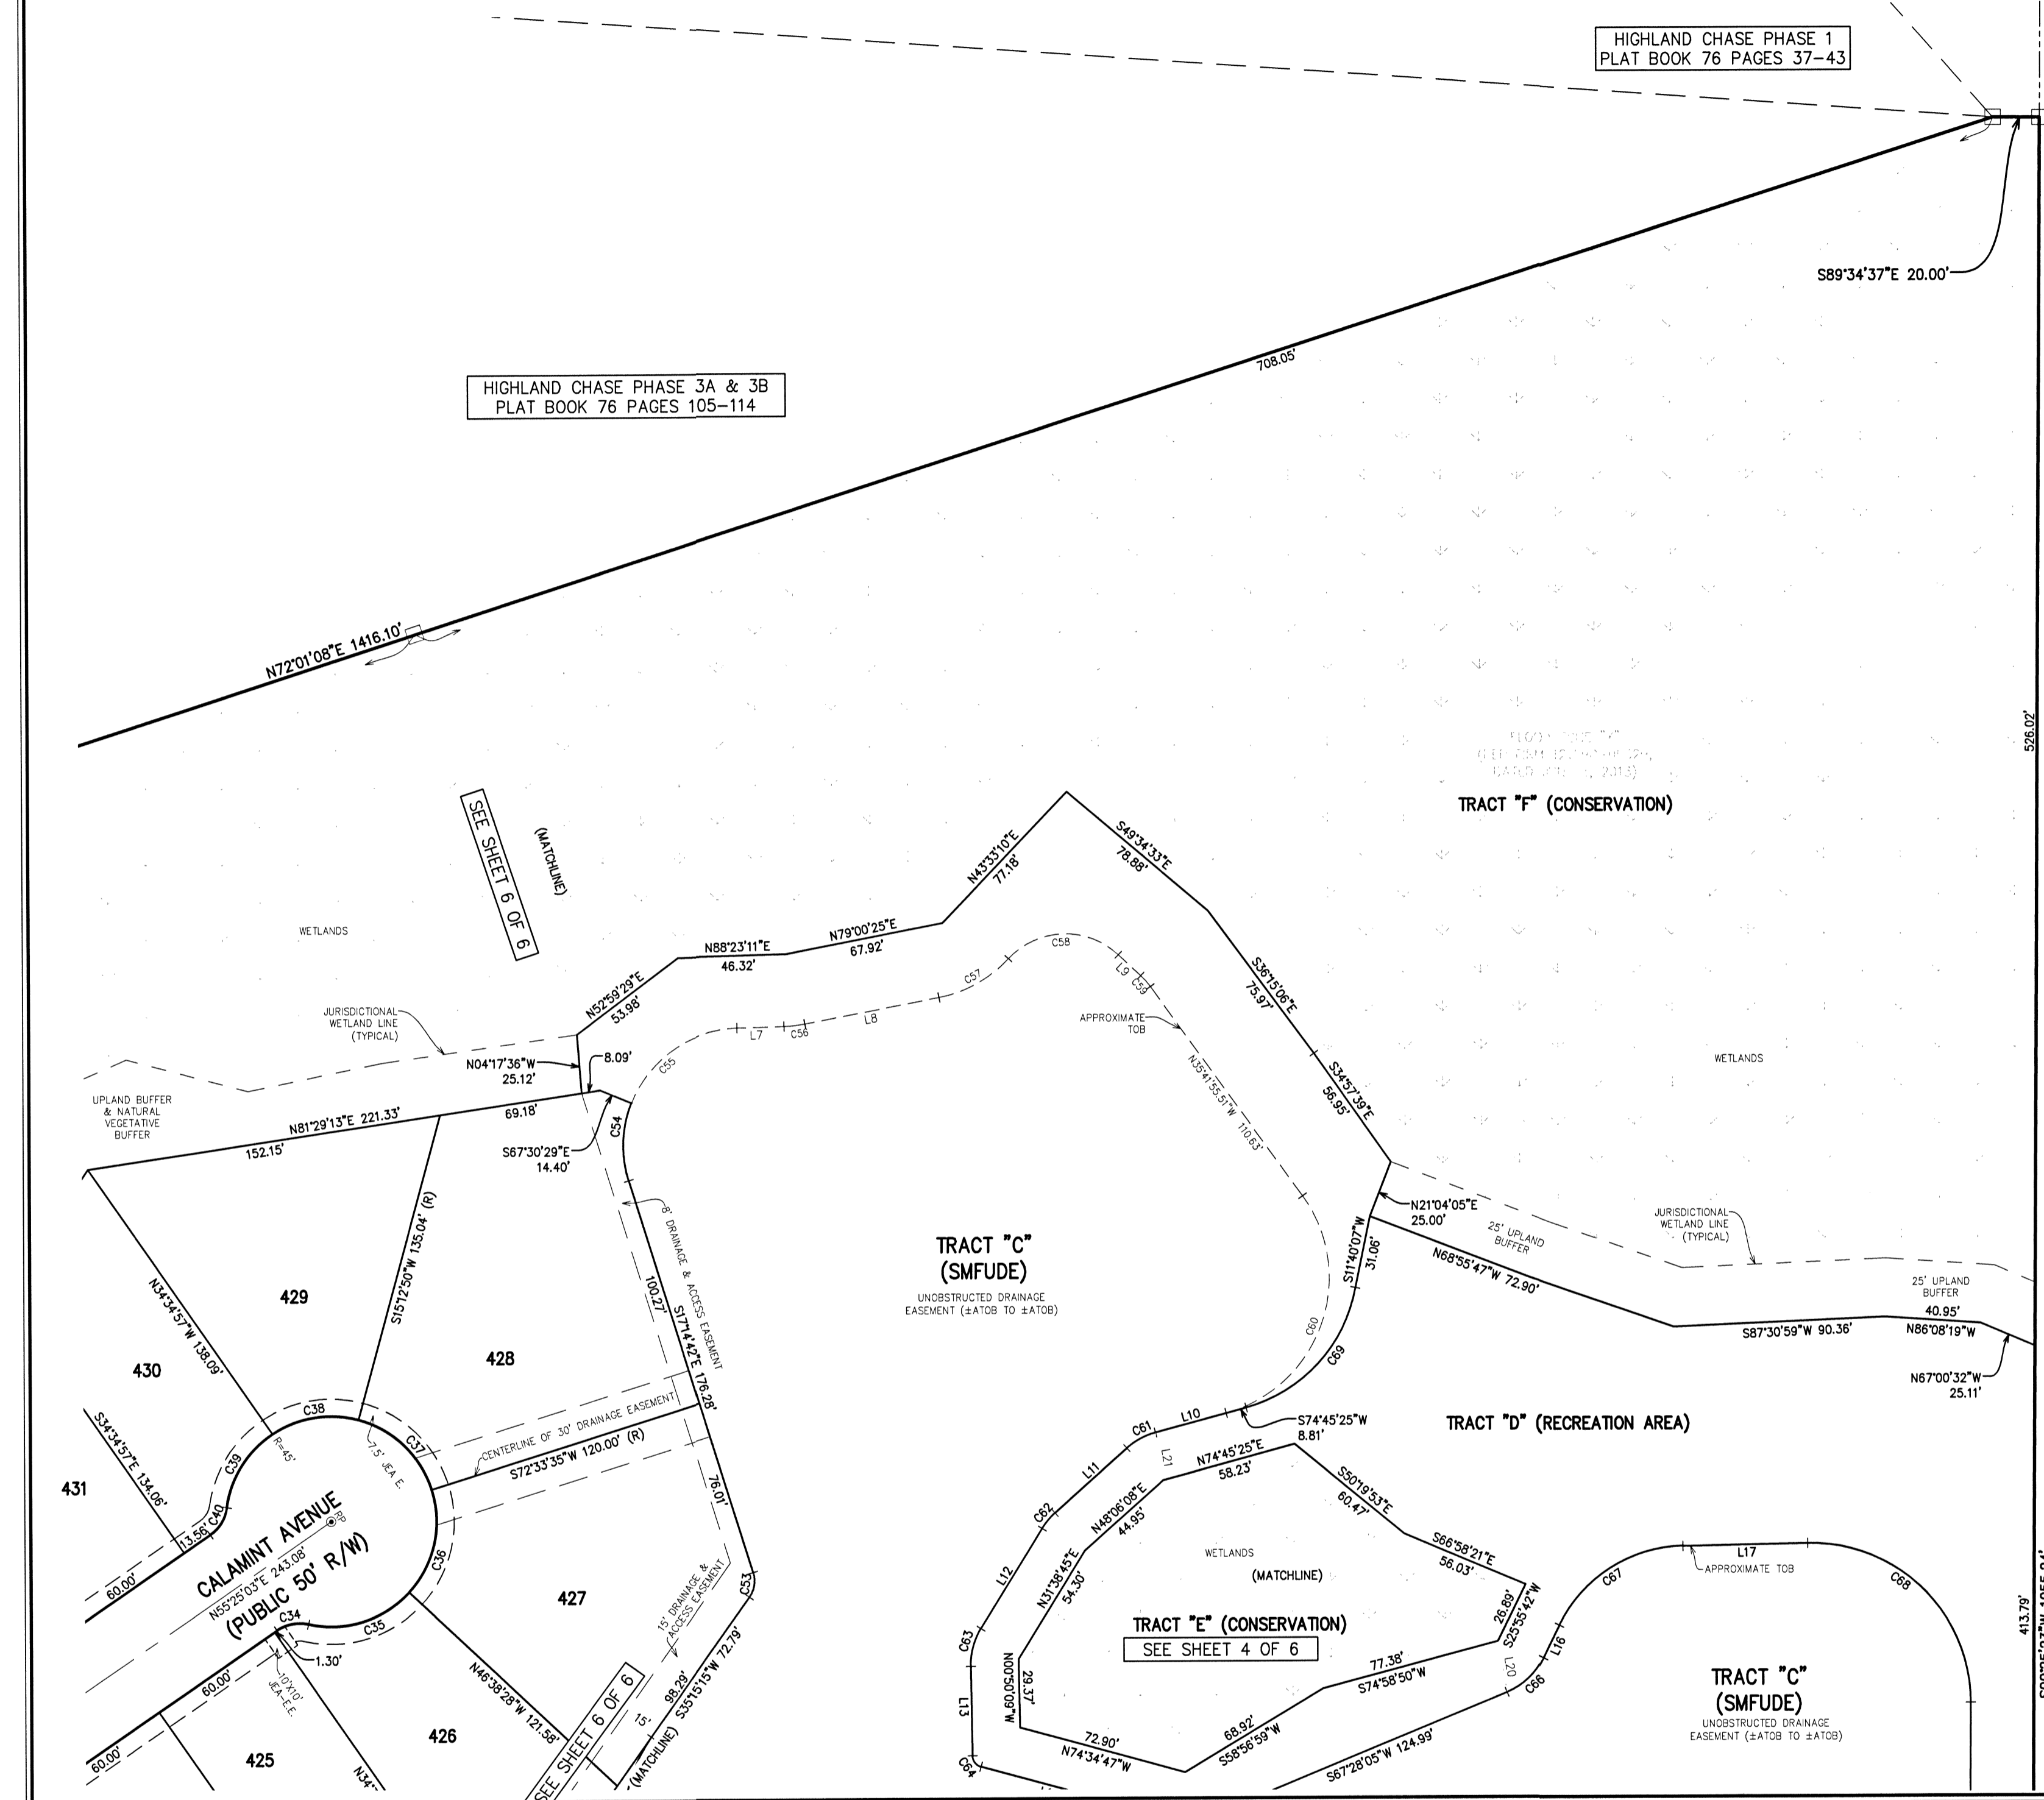 HIGHLAND CHASE PHASE 1
PLAT BOOK 76 PAGES 37-43
S89°34'37"E 20.00'
708.05'
HIGHLAND CHASE PHASE 3A & 3B
PLAT BOOK 76 PAGES 105-114
N72°01'08"E 1416.10'
526.02'
TRACT "F" (CONSERVATION)
SEE SHEET 6 OF 6
(MATCHLINE)
WETLANDS
N43°33'10"E
77.18'
S49°34'33"E
78.88'
N79°00'25"E
67.92'
N88°23'11"E
46.32'
N52°59'29"E
53.98'
S36°15'06"E
75.97'
S34°57'39"E
56.95'
C58
L9
C59
C57
L8
C56
L7
C55
APPROXIMATE
TOB
N35°41'55.51"W 110.63'
WETLANDS
JURISDICTIONAL
WETLAND LINE
(TYPICAL)
N04°17'36"W
25.12'
8.09'
UPLAND BUFFER
& NATURAL
VEGETATIVE
BUFFER
N81°29'13"E 221.33'
69.18'
152.15'
S67°30'29"E
14.40'
C54
8' DRAINAGE & ACCESS EASEMENT
TRACT "C"
(SMFUDE)
UNOBSTRUCTED DRAINAGE
EASEMENT (±ATOB TO ±ATOB)
N21°04'05"E
25.00'
S11°40'07"W
31.06'
25' UPLAND
BUFFER
N68°55'47"W 72.90'
JURISDICTIONAL
WETLAND LINE
(TYPICAL)
25' UPLAND
BUFFER
40.95'
S87°30'59"W 90.36'
N86°08'19"W
N67°00'32"W
25.11'
C60
C69
429
S15°12'50"W 135.04' (R)
N34°34'57"W 138.09'
430
428
100.27'
S17°14'42"E 176.28'
S34°34'57"E 134.06'
431
C38
C39
R=45'
7.5' JEA E.
C37
CENTERLINE OF 30' DRAINAGE EASEMENT
S72°33'35"W 120.00' (R)
76.01'
C40
13.56'
60.00'
CALAMINT AVENUE
RP
N55°25'03"E 243.08'
(PUBLIC 50' R/W)
C36
C34
C35
1.30'
10'X10'
JEA-E.E.
60.00'
60.00'
427
C53
15' DRAINAGE &
ACCESS EASEMENT
98.29'
S35°15'15"W 72.79'
15'
(MATCHLINE)
N46°38'28"W 121.58'
SEE SHEET 6 OF 6
426
425
N34°
TRACT "D" (RECREATION AREA)
S74°45'25"W
8.81'
L10
C61
L21
L11
C62
L12
C63
L13
C64
N74°45'25"E
58.23'
N48°06'08"E
44.95'
N31°38'45"E
54.30'
N00°50'09"W
29.37'
72.90'
N74°34'47"W
68.92'
S58°56'59"W
77.38'
S74°58'50"W
26.89'
S25°55'42"W
S66°58'21"E
56.03'
S50°19'53"E
60.47'
WETLANDS
(MATCHLINE)
TRACT "E" (CONSERVATION)
SEE SHEET 4 OF 6
L20
C66
L16
C67
L17
APPROXIMATE TOB
C68
S67°28'05"W 124.99'
TRACT "C"
(SMFUDE)
UNOBSTRUCTED DRAINAGE
EASEMENT (±ATOB TO ±ATOB)
413.79'